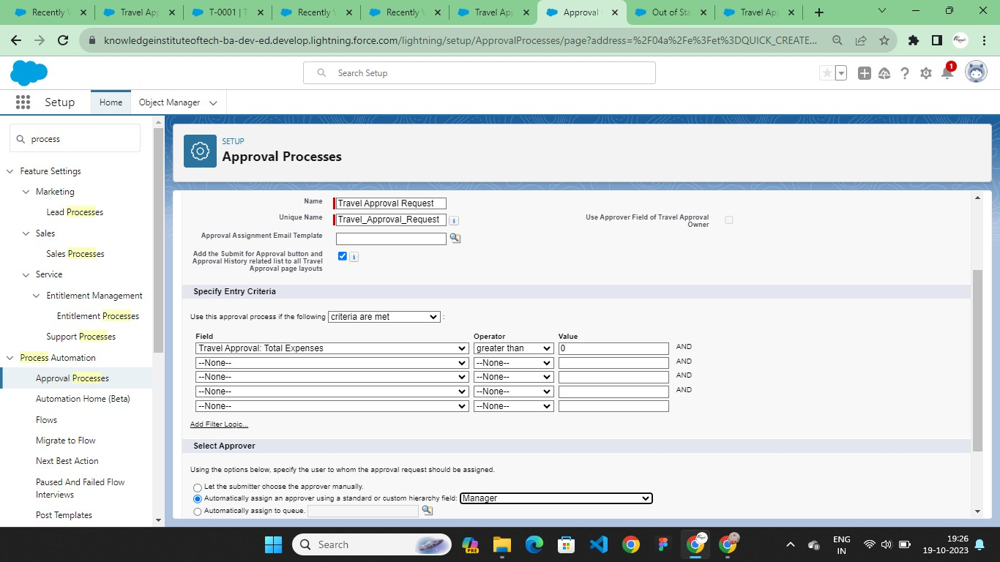 Recently
Travel Ap
T-0001 | T
Recently
Recently
Travel Ap
Approval
Out of Sta
Travel Ap
knowledgeinstituteoftech-ba-dev-ed.develop.lightning.force.com/lightning/setup/ApprovalProcesses/page?address=%2F04a%2Fe%3Fet%3DQUICK_CREATE...
Search Setup
1
Setup
Home
Object Manager
process
Feature Settings
Marketing
Lead Processes
Sales
Sales Processes
Service
Entitlement Management
Entitlement Processes
Support Processes
Process Automation
Approval Processes
Automation Home (Beta)
Flows
Migrate to Flow
Next Best Action
Paused And Failed Flow
Interviews
Post Templates
SETUP
Approval Processes
Name
Travel Approval Request
Unique Name
Travel_Approval_Request
Use Approver Field of Travel Approval
Owner
Approval Assignment Email Template
Add the Submit for Approval button and
Approval History related list to all Travel
Approval page layouts
Specify Entry Criteria
Use this approval process if the following criteria are met :
Field Operator Value
Travel Approval: Total Expenses greater than 0 AND
--None-- --None-- AND
--None-- --None-- AND
--None-- --None-- AND
--None-- --None--
Add Filter Logic...
Select Approver
Using the options below, specify the user to whom the approval request should be assigned.
Let the submitter choose the approver manually.
Automatically assign an approver using a standard or custom hierarchy field: Manager
Automatically assign to queue.
Search
PRE
ENG
IN
19:26
19-10-2023